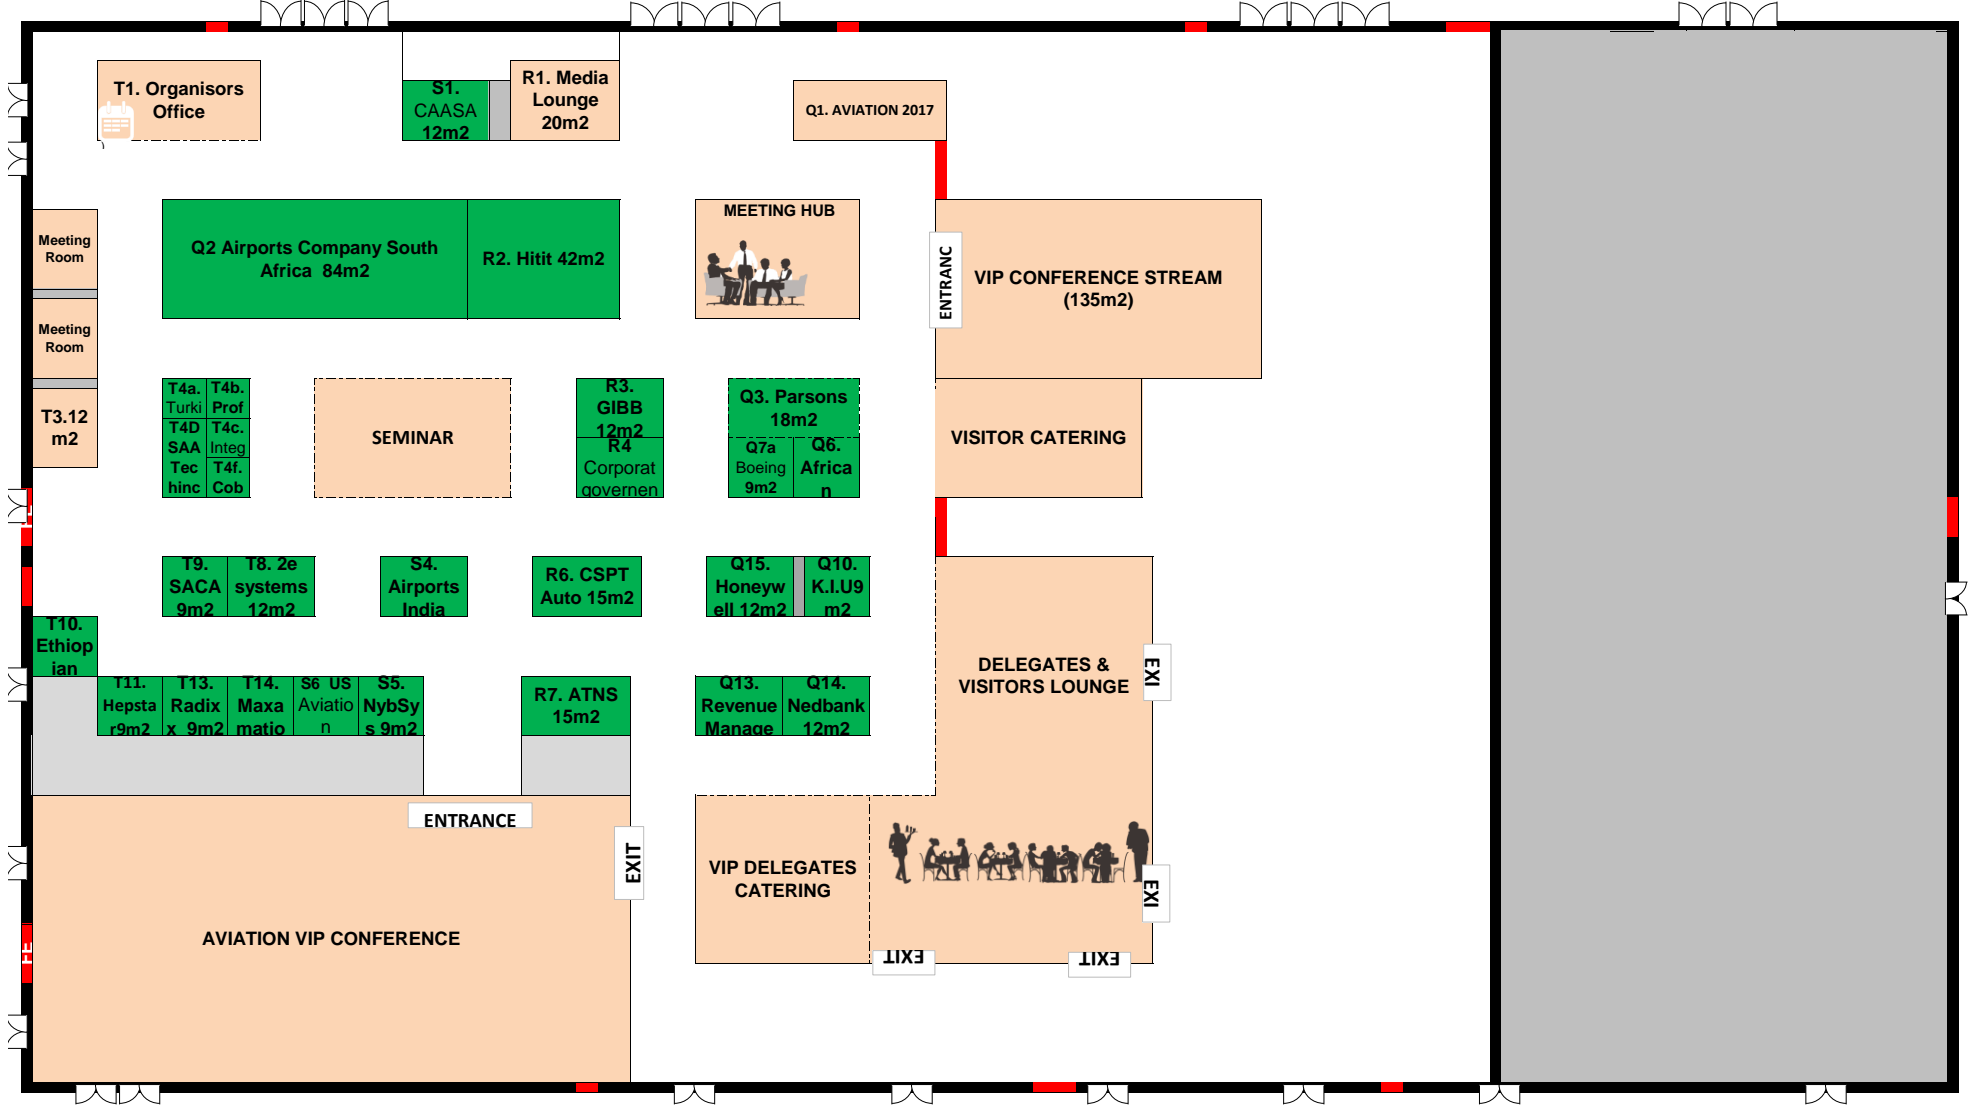 T1. Organisors
Office
S1.
CAASA
12m2
R1. Media
Lounge
20m2
Q1. AVIATION 2017
Meeting
Room
Q2 Airports Company South
Africa 84m2
R2. Hitit 42m2
MEETING HUB
ENTRANC
VIP CONFERENCE STREAM
(135m2)
Meeting
Room
T3.12
m2
T4a.
Turki
T4b.
Prof
T4D
SAA
Tec
hinc
T4c.
Integ
T4f.
Cob
SEMINAR
R3.
GIBB
12m2
R4
Corporat
governen
Q3. Parsons
18m2
Q7a
Boeing
9m2
Q6.
Africa
n
VISITOR CATERING
T9.
SACA
9m2
T8. 2e
systems
12m2
S4.
Airports
India
R6. CSPT
Auto 15m2
Q15.
Honeyw
ell 12m2
Q10.
K.I.U9
m2
T10.
Ethiop
ian
T11.
Hepsta
r9m2
T13.
Radix
x 9m2
T14.
Maxa
matio
S6 US
Aviatio
n
S5.
NybSy
s 9m2
R7. ATNS
15m2
Q13.
Revenue
Manage
Q14.
Nedbank
12m2
DELEGATES &
VISITORS LOUNGE
EXI
ENTRANCE
EXIT
VIP DELEGATES
CATERING
EXI
AVIATION VIP CONFERENCE
FE
EXIT
EXIT